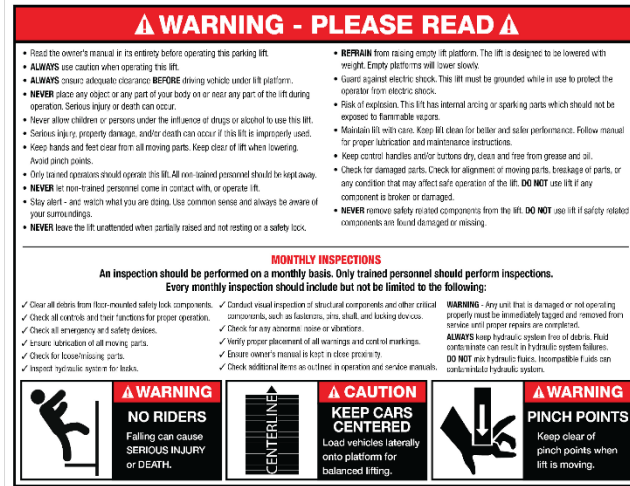 WARNING - PLEASE READ
• Read the owner's manual in its entirety before operating this parking lift.
• ALWAYS use caution when operating this lift.
• ALWAYS ensure adequate clearance BEFORE driving vehicle under lift platform.
• NEVER place any object or any part of your body on or near any part of the lift during
operation. Serious injury or death can occur.
• Never allow children or persons under the influence of drugs or alcohol to use this lift.
• Serious injury, property damage, and/or death can occur if this lift is improperly used.
• Keep hands and feet clear from all moving parts. Keep clear of lift when lowering.
Avoid pinch points.
• Only trained operators should operate this lift. All non-trained personnel should be kept away.
• NEVER let non-trained personnel come in contact with, or operate lift.
• Stay alert - and watch what you are doing. Use common sense and always be aware of
your surroundings.
• NEVER leave the lift unattended when partially raised and not resting on a safety lock.
• REFRAIN from raising empty lift platform. The lift is designed to be lowered with
weight. Empty platforms will lower slowly.
• Guard against electric shock. This lift must be grounded while in use to protect the
operator from electric shock.
• Risk of explosion. This lift has internal arcing or sparking parts which should not be
exposed to flammable vapors.
• Maintain lift with care. Keep lift clean for better and safer performance. Follow manual
for proper lubrication and maintenance instructions.
• Keep control handles and/or buttons dry, clean and free from grease and oil.
• Check for damaged parts. Check for alignment of moving parts, breakage of parts, or
any condition that may affect safe operation of the lift. DO NOT use lift if any
component is broken or damaged.
• NEVER remove safety related components from the lift. DO NOT use lift if safety related
components are found damaged or missing.
MONTHLY INSPECTIONS
An inspection should be performed on a monthly basis. Only trained personnel should perform inspections.
Every monthly inspection should include but not be limited to the following:
✓ Clear all debris from floor-mounted safety lock components.
✓ Check all controls and their functions for proper operation.
✓ Check all emergency and safety devices.
✓ Ensure lubrication of all moving parts.
✓ Check for loose/missing parts.
✓ Inspect hydraulic system for leaks.
✓ Conduct visual inspection of structural components and other critical
components, such as fasteners, pins, shaft, and locking devices.
✓ Check for any abnormal noise or vibrations.
✓ Verify proper placement of all warnings and control markings.
✓ Ensure owner's manual is kept in close proximity.
✓ Check additional items as outlined in operation and service manuals.
WARNING - Any unit that is damaged or not operating
properly must be immediately tagged and removed from
service until proper repairs are completed.
ALWAYS keep hydraulic system free of debris. Fluid
contaminate can result in hydraulic system failures.
DO NOT mix hydraulic fluids. Incompatible fluids can
contamintate hydraulic system.
WARNING
NO RIDERS
Falling can cause
SERIOUS INJURY
or DEATH.
CENTERLINE
CAUTION
KEEP CARS
CENTERED
Load vehicles laterally
onto platform for
balanced lifting.
WARNING
PINCH POINTS
Keep clear of
pinch points when
lift is moving.